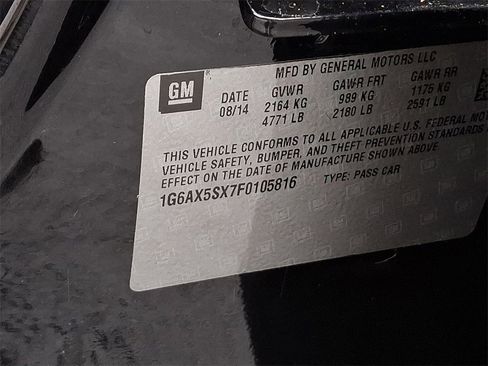 MFD BY GENERAL MOTORS LLC
GM ®
DATE GVWR GAWR FRT GAWR RR
08/14 2164 KG 989 KG 1175 KG
4771 LB 2180 LB 2591 LB
THIS VEHICLE CONFORMS TO ALL APPLICABLE U.S. FEDERAL
VEHICLE SAFETY, BUMPER, AND THEFT PREVENTION STANDARDS
EFFECT ON THE DATE OF MANUFACTURE SHOWN ABOVE
1G6AX5SX7F0105816 TYPE: PASS CAR